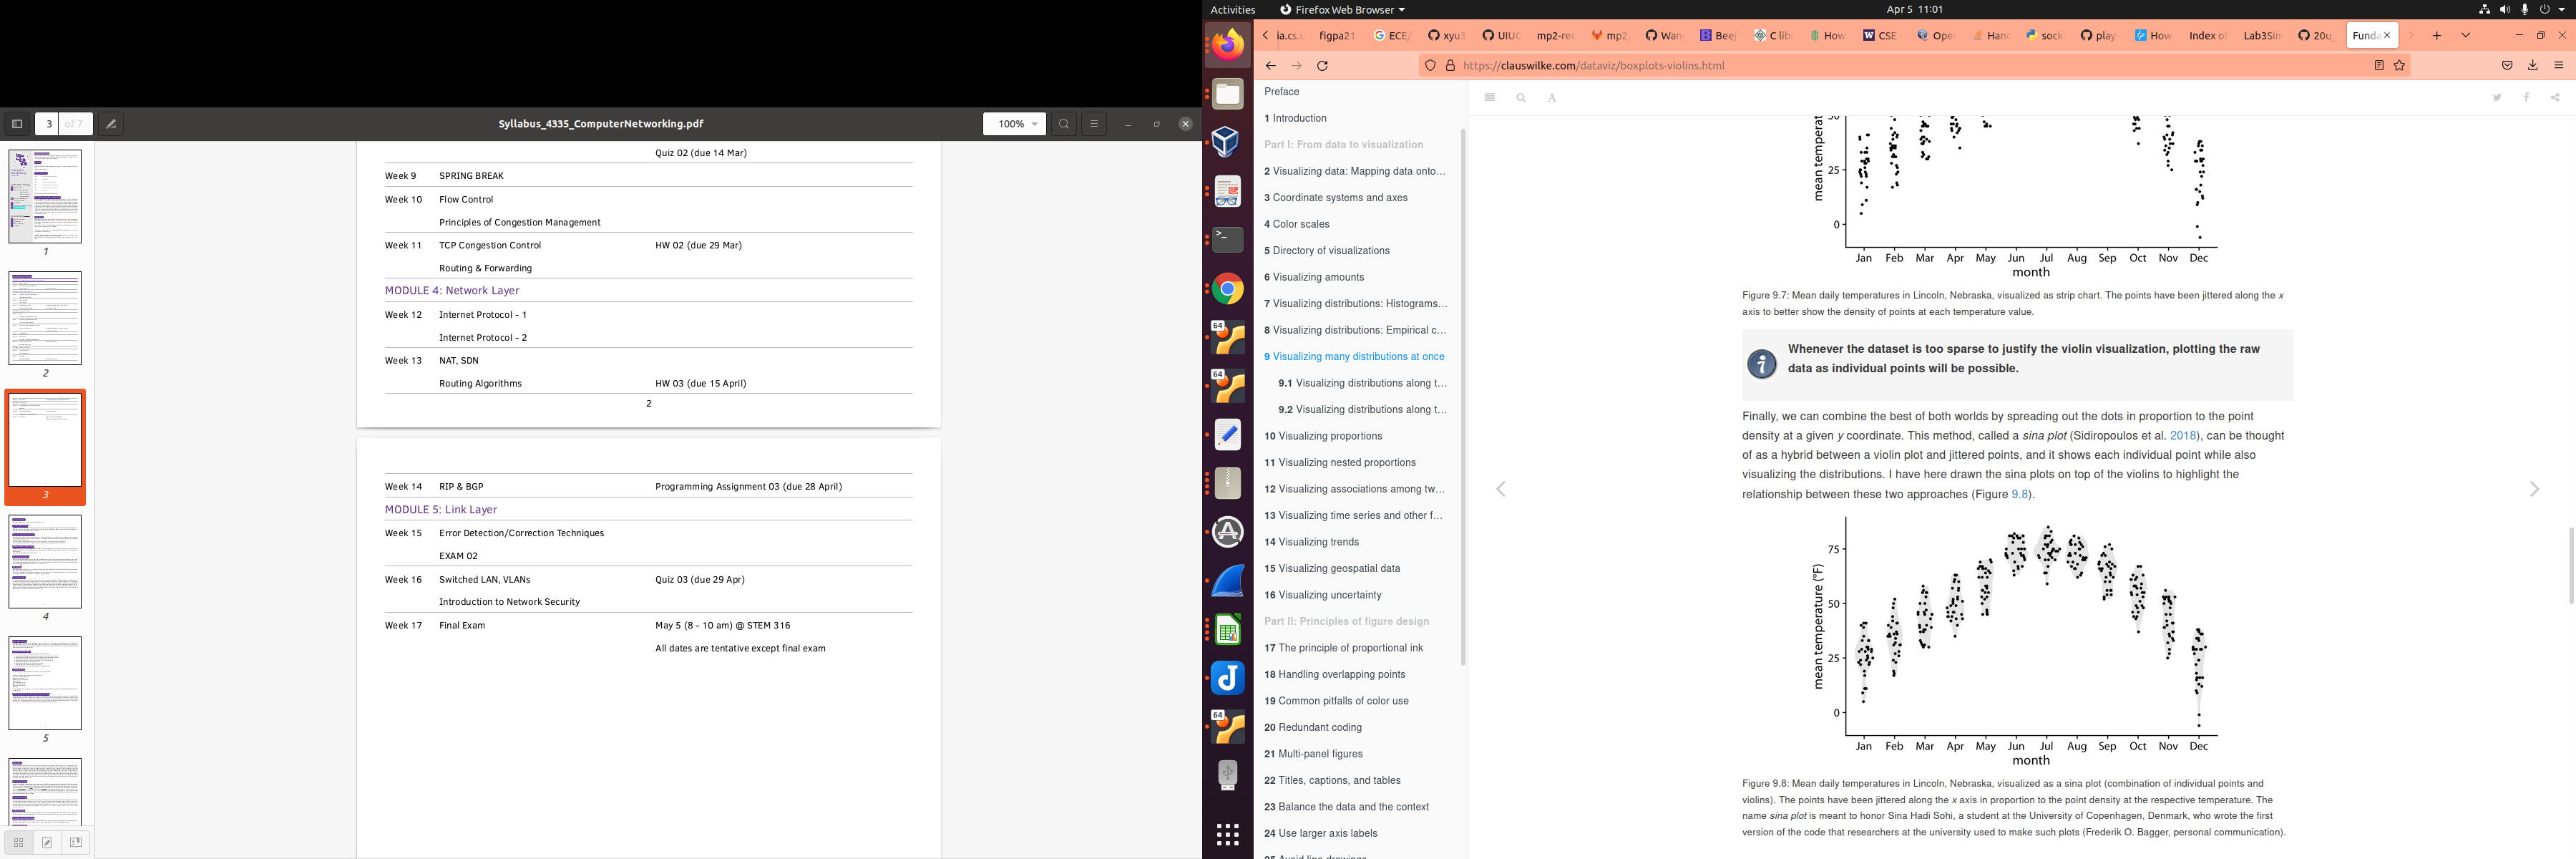 Syllabus_4335_ComputerNetworking.pdf
3 of 7
100%
1
2
3
4
5
Quiz 02 (due 14 Mar)
Week 9 SPRING BREAK
Week 10 Flow Control
Principles of Congestion Management
Week 11 TCP Congestion Control HW 02 (due 29 Mar)
Routing & Forwarding
MODULE 4: Network Layer
Week 12 Internet Protocol - 1
Internet Protocol - 2
Week 13 NAT, SDN
Routing Algorithms HW 03 (due 15 April)
2
Week 14 RIP & BGP Programming Assignment 03 (due 28 April)
MODULE 5: Link Layer
Week 15 Error Detection/Correction Techniques
EXAM 02
Week 16 Switched LAN, VLANs Quiz 03 (due 29 Apr)
Introduction to Network Security
Week 17 Final Exam May 5 (8 - 10 am) @ STEM 316
All dates are tentative except final exam
Activities Firefox Web Browser Apr 5 11:01
ia.cs.u figpa21 ECE/ xyu3 UIUC mp2-rec mp2 Wan Beej C lib How CSE Ope Hand sock play How Index of Lab3Sim 20u_ Funda
https://clauswilke.com/dataviz/boxplots-violins.html
64
64
64
Preface
1 Introduction
Part I: From data to visualization
2 Visualizing data: Mapping data onto…
3 Coordinate systems and axes
4 Color scales
5 Directory of visualizations
6 Visualizing amounts
7 Visualizing distributions: Histograms…
8 Visualizing distributions: Empirical c…
9 Visualizing many distributions at once
9.1 Visualizing distributions along t…
9.2 Visualizing distributions along t…
10 Visualizing proportions
11 Visualizing nested proportions
12 Visualizing associations among tw…
13 Visualizing time series and other f…
14 Visualizing trends
15 Visualizing geospatial data
16 Visualizing uncertainty
Part II: Principles of figure design
17 The principle of proportional ink
18 Handling overlapping points
19 Common pitfalls of color use
20 Redundant coding
21 Multi-panel figures
22 Titles, captions, and tables
23 Balance the data and the context
24 Use larger axis labels
25 Avoid line drawings
mean temperat
50
25
0
Jan Feb Mar Apr May Jun Jul Aug Sep Oct Nov Dec
month
Figure 9.7: Mean daily temperatures in Lincoln, Nebraska, visualized as strip chart. The points have been jittered along the x
axis to better show the density of points at each temperature value.
Whenever the dataset is too sparse to justify the violin visualization, plotting the raw
data as individual points will be possible.
Finally, we can combine the best of both worlds by spreading out the dots in proportion to the point
density at a given y coordinate. This method, called a sina plot (Sidiropoulos et al. 2018), can be thought
of as a hybrid between a violin plot and jittered points, and it shows each individual point while also
visualizing the distributions. I have here drawn the sina plots on top of the violins to highlight the
relationship between these two approaches (Figure 9.8).
mean temperature (°F)
75
50
25
0
Jan Feb Mar Apr May Jun Jul Aug Sep Oct Nov Dec
month
Figure 9.8: Mean daily temperatures in Lincoln, Nebraska, visualized as a sina plot (combination of individual points and
violins). The points have been jittered along the x axis in proportion to the point density at the respective temperature. The
name sina plot is meant to honor Sina Hadi Sohi, a student at the University of Copenhagen, Denmark, who wrote the first
version of the code that researchers at the university used to make such plots (Frederik O. Bagger, personal communication).